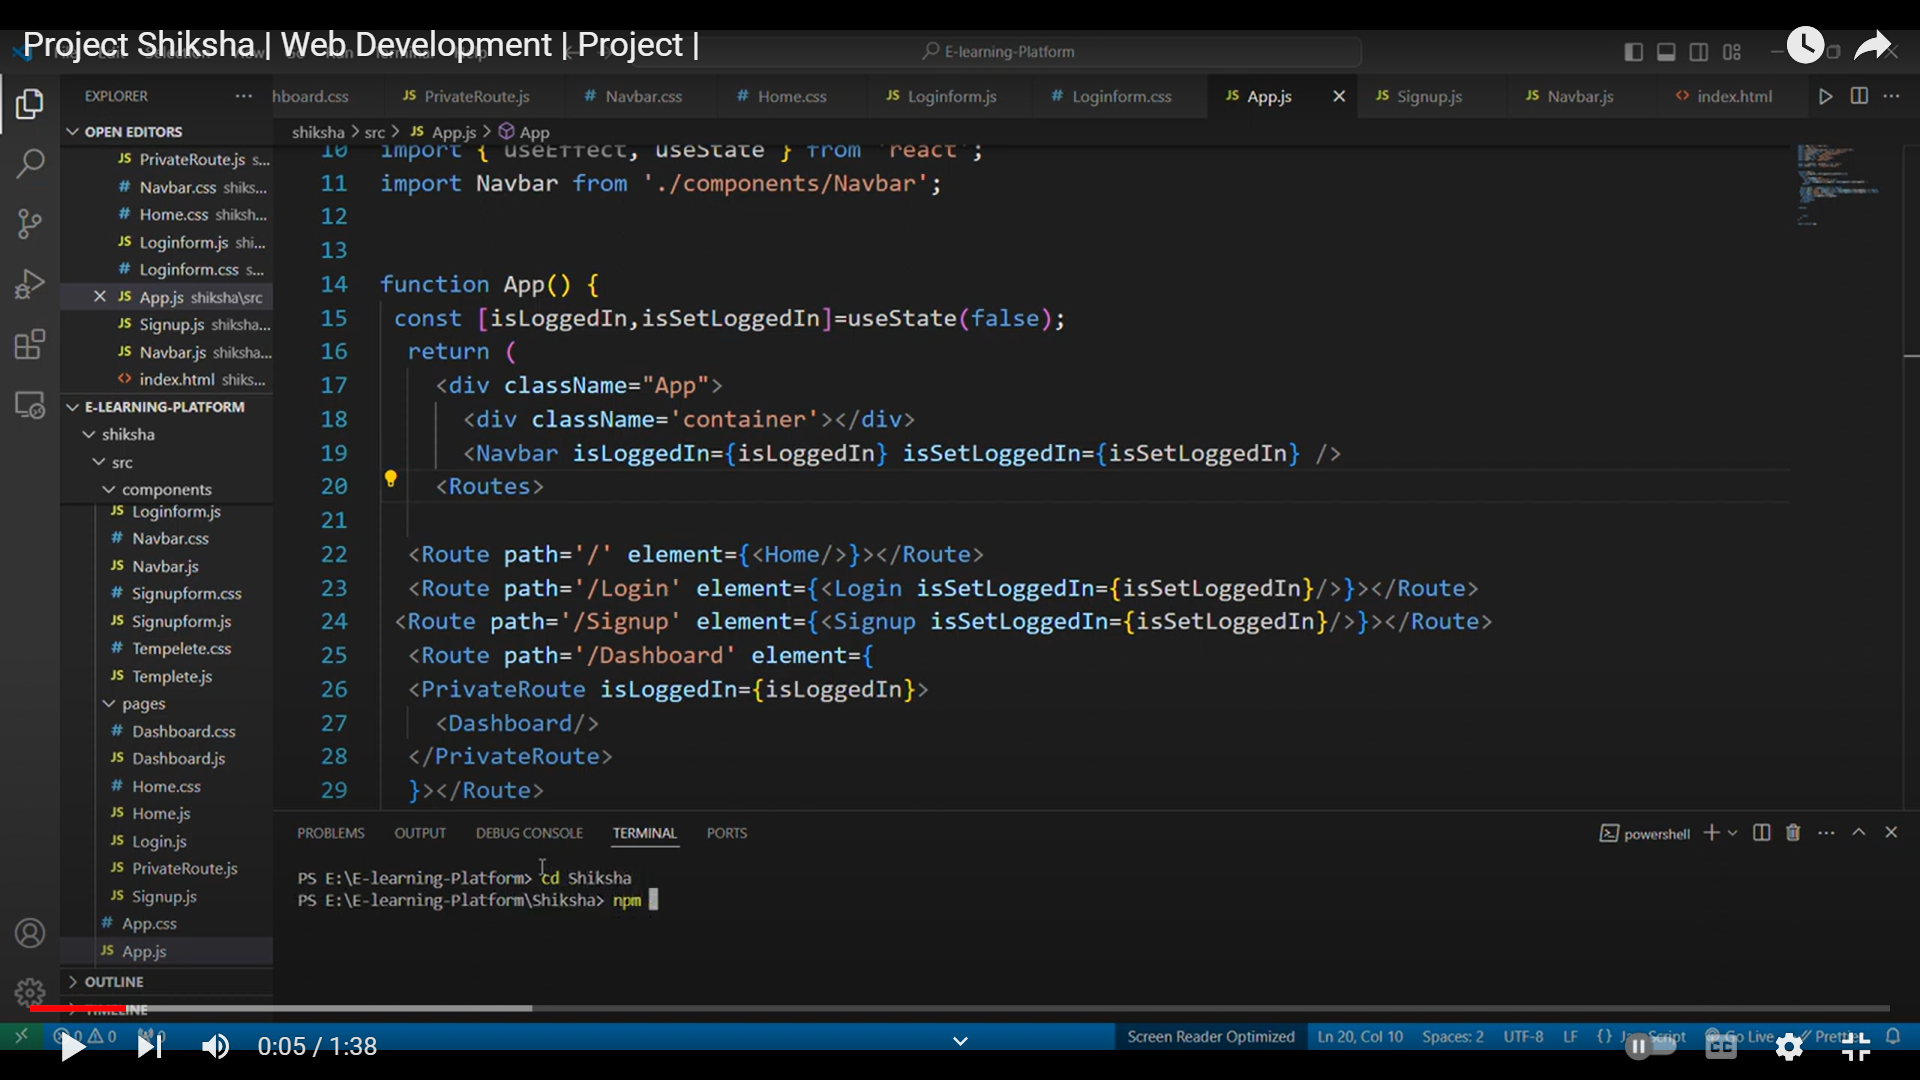 Project Shiksha | Web Development | Project |
E-learning-Platform
EXPLORER
hboard.css
JS PrivateRoute.js
# Navbar.css
# Home.css
JS Loginform.js
# Loginform.css
JS App.js
JS Signup.js
JS Navbar.js
<> index.html
OPEN EDITORS
JS PrivateRoute.js s...
# Navbar.css shiks...
# Home.css shiksh...
JS Loginform.js shi...
# Loginform.css s...
JS App.js shiksha\src
JS Signup.js shiksha...
JS Navbar.js shiksha...
<> index.html shiks...
E-LEARNING-PLATFORM
shiksha
src
components
JS Loginform.js
# Navbar.css
JS Navbar.js
# Signupform.css
JS Signupform.js
# Tempelete.css
JS Templete.js
pages
# Dashboard.css
JS Dashboard.js
# Home.css
JS Home.js
JS Login.js
JS PrivateRoute.js
JS Signup.js
# App.css
JS App.js
OUTLINE
TIMELINE
shiksha > src > JS App.js > App
10 import { useEffect, useState } from 'react';
11 import Navbar from './components/Navbar';
12
13
14 function App() {
15 const [isLoggedIn,isSetLoggedIn]=useState(false);
16 return (
17 <div className="App">
18 <div className='container'></div>
19 <Navbar isLoggedIn={isLoggedIn} isSetLoggedIn={isSetLoggedIn} />
20 <Routes>
21
22 <Route path='/' element={<Home/>}></Route>
23 <Route path='/Login' element={<Login isSetLoggedIn={isSetLoggedIn}/>}></Route>
24 <Route path='/Signup' element={<Signup isSetLoggedIn={isSetLoggedIn}/>}></Route>
25 <Route path='/Dashboard' element={
26 <PrivateRoute isLoggedIn={isLoggedIn}>
27 <Dashboard/>
28 </PrivateRoute>
29 }></Route>
PROBLEMS OUTPUT DEBUG CONSOLE TERMINAL PORTS
powershell
PS E:\E-learning-Platform> cd Shiksha
PS E:\E-learning-Platform\Shiksha> npm
0 0 0
Screen Reader Optimized Ln 20, Col 10 Spaces: 2 UTF-8 LF {} Go Live
0:05 / 1:38
CC